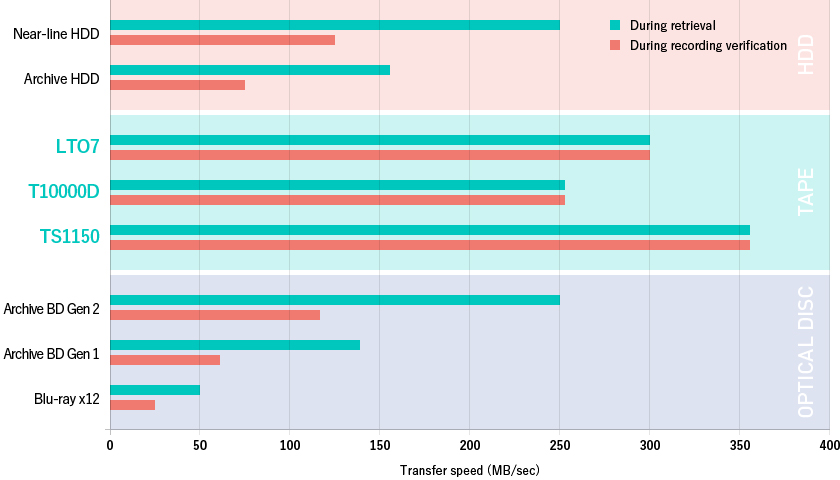 Near-line HDD
During retrieval
During recording verification
HDD
Archive HDD
LTO7
T10000D
TAPE
TS1150
Archive BD Gen 2
OPTICAL DISC
Archive BD Gen 1
Blu-ray x12
0 50 100 150 200 250 300 350 400
Transfer speed (MB/sec)